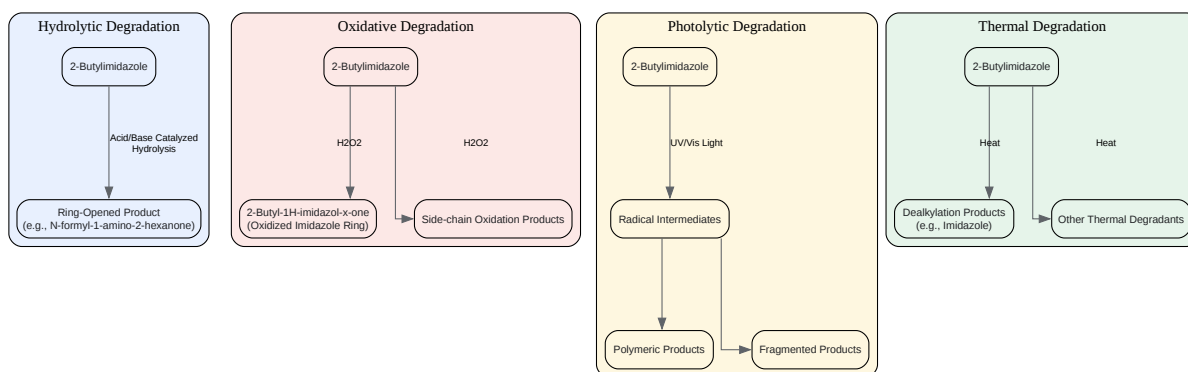 Hydrolytic Degradation
2-Butylimidazole
Acid/Base Catalyzed
Hydrolysis
Ring-Opened Product
(e.g., N-formyl-1-amino-2-hexanone)
Oxidative Degradation
2-Butylimidazole
H2O2
H2O2
2-Butyl-1H-imidazol-x-one
(Oxidized Imidazole Ring)
Side-chain Oxidation Products
Photolytic Degradation
2-Butylimidazole
UV/Vis Light
Radical Intermediates
Polymeric Products
Fragmented Products
Thermal Degradation
2-Butylimidazole
Heat
Heat
Dealkylation Products
(e.g., Imidazole)
Other Thermal Degradants